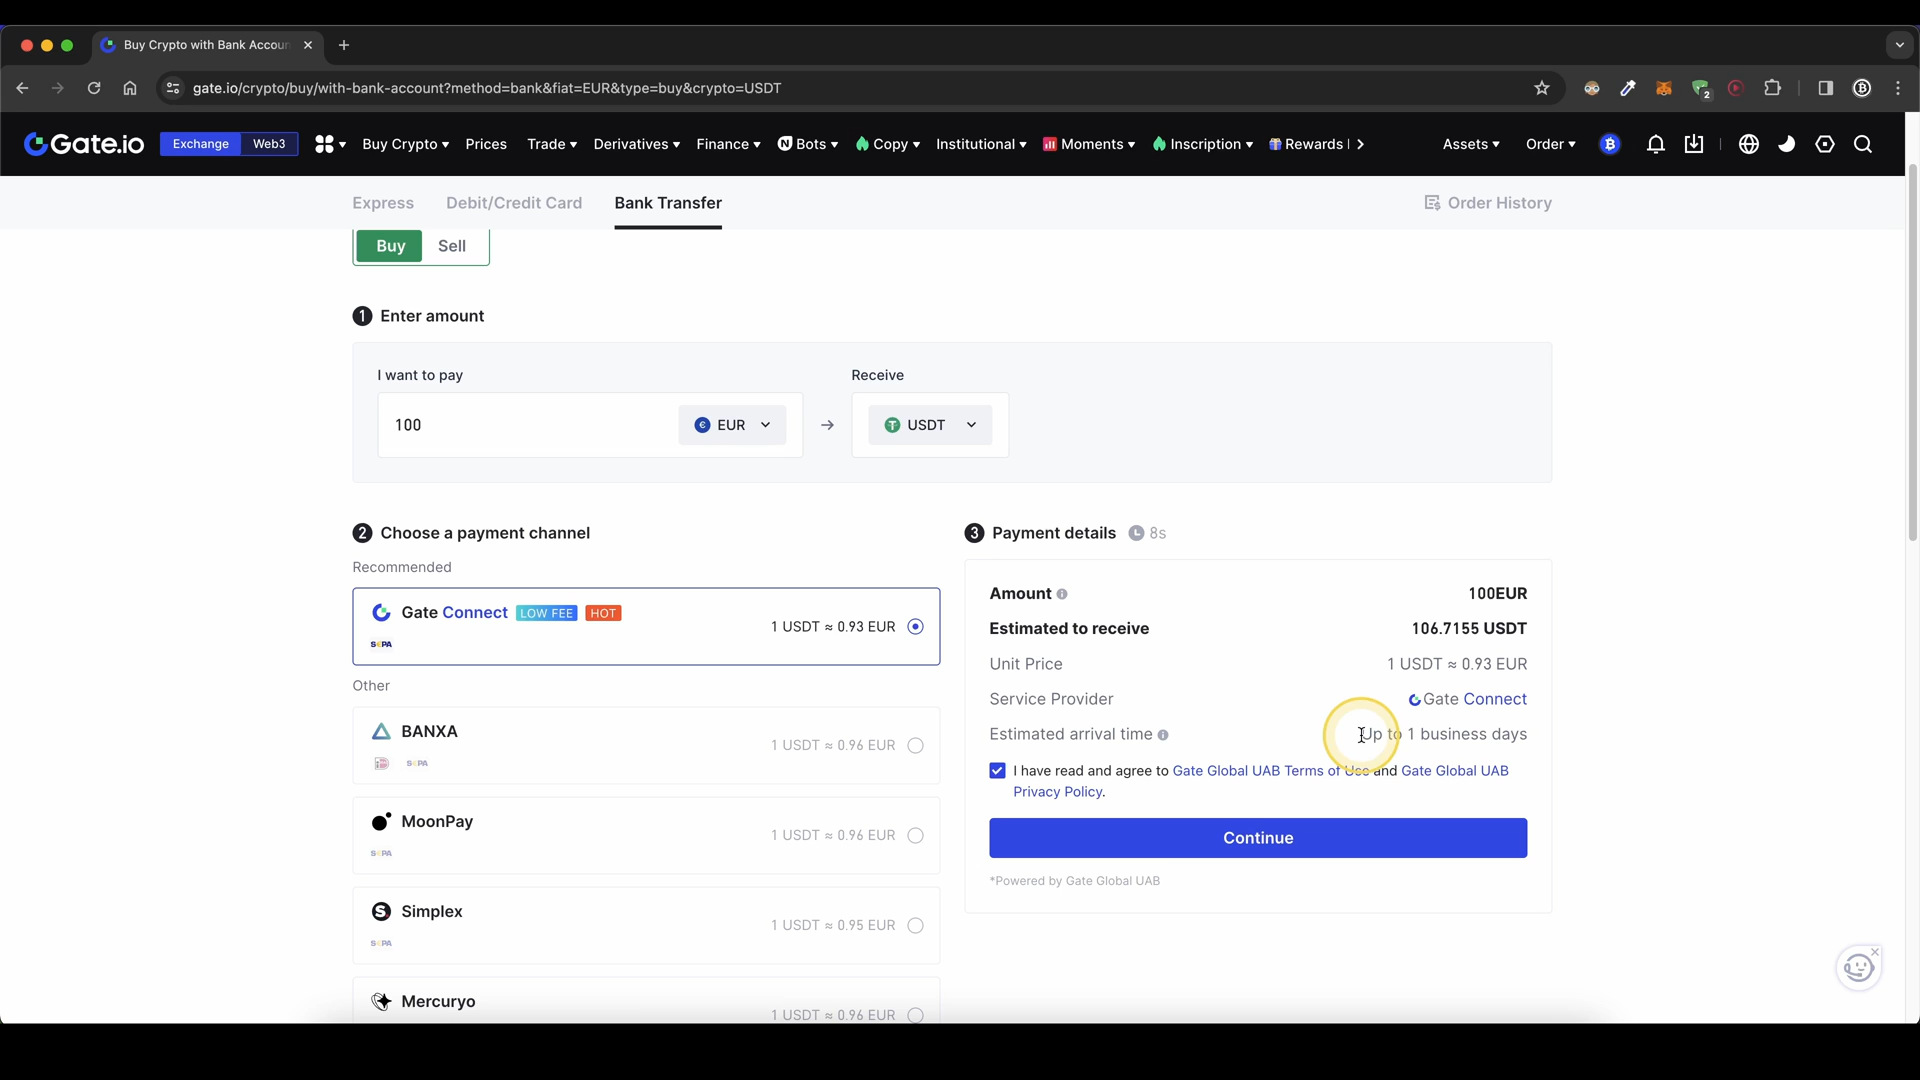 Buy Crypto with Bank Accoun
gate.io/crypto/buy/with-bank-account?method=bank&fiat=EUR&type=buy&crypto=USDT
2
Gate.io Exchange Web3 Buy Crypto Prices Trade Derivatives Finance Bots Copy Institutional Moments Inscription Rewards Assets Order
Express Debit/Credit Card Bank Transfer Order History
Buy Sell
1 Enter amount
I want to pay Receive
100 EUR USDT
2 Choose a payment channel
Recommended
Gate Connect LOW FEE HOT
1 USDT ≈ 0.93 EUR
SEPA
Other
BANXA
1 USDT ≈ 0.96 EUR
SEPA
MoonPay
1 USDT ≈ 0.96 EUR
SEPA
Simplex
1 USDT ≈ 0.95 EUR
SEPA
Mercuryo
1 USDT ≈ 0.96 EUR
3 Payment details 8s
Amount 100EUR
Estimated to receive 106.7155 USDT
Unit Price 1 USDT ≈ 0.93 EUR
Service Provider Gate Connect
Estimated arrival time Up to 1 business days
I have read and agree to Gate Global UAB Terms of Use and Gate Global UAB
Privacy Policy.
Continue
*Powered by Gate Global UAB